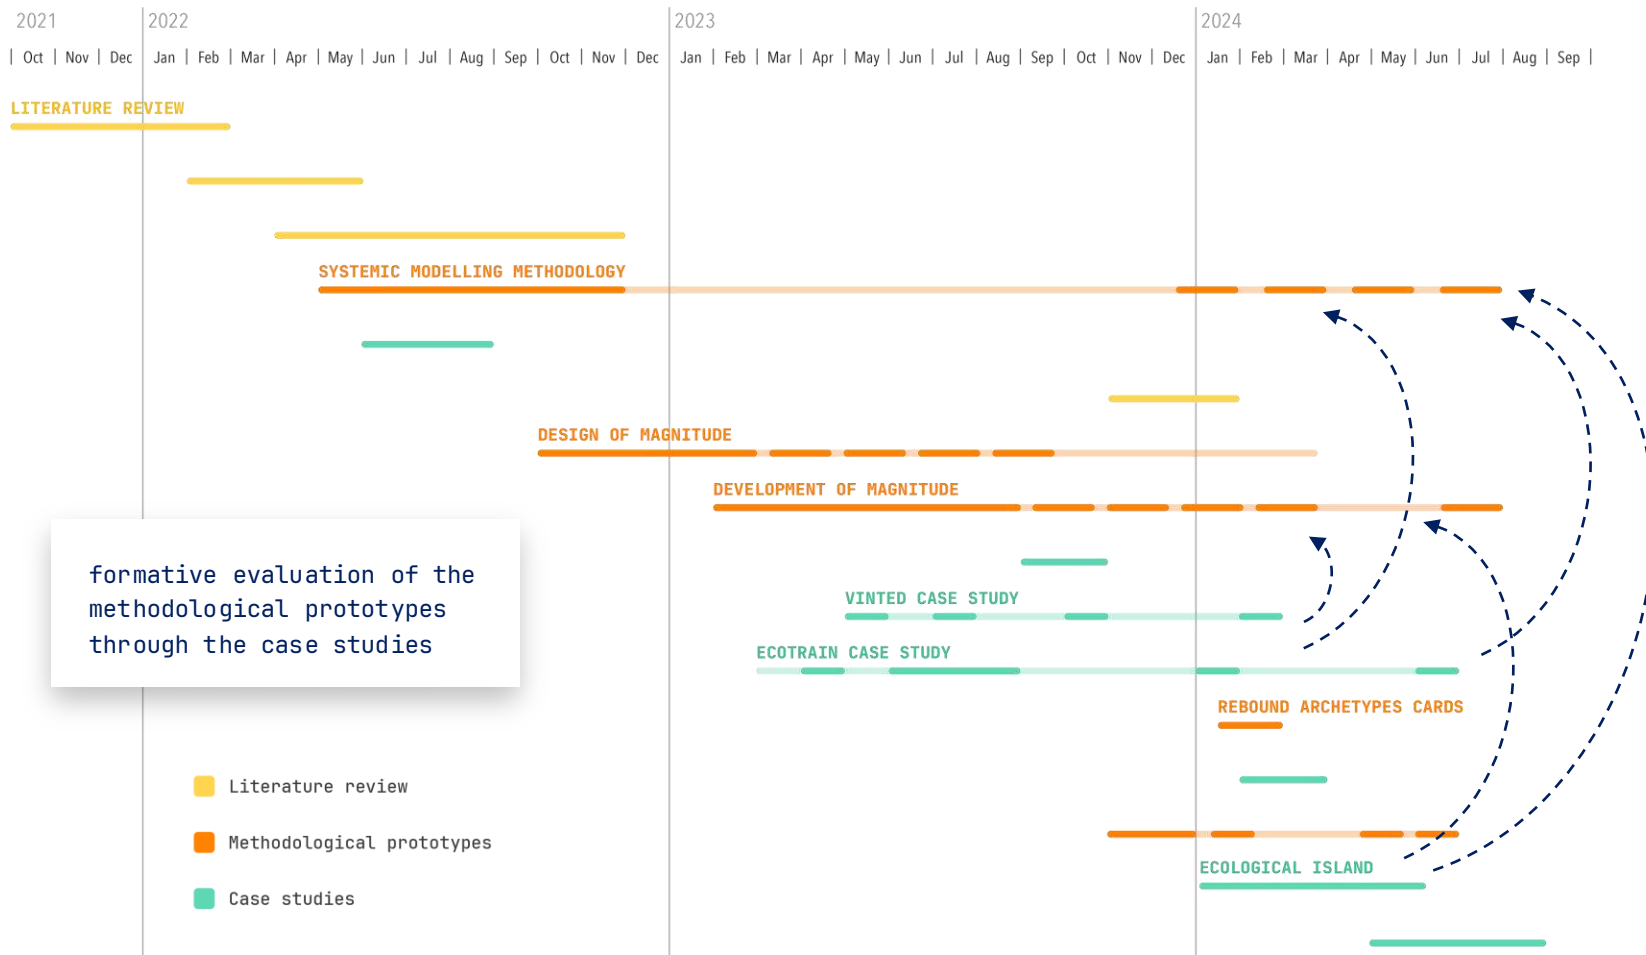 2021 2022 2023 2024
Oct Nov Dec Jan Feb Mar Apr May Jun Jul Aug Sep Oct Nov Dec Jan Feb Mar Apr May Jun Jul Aug Sep Oct Nov Dec Jan Feb Mar Apr May Jun Jul Aug Sep
LITERATURE REVIEW
SYSTEMIC MODELLING METHODOLOGY
DESIGN OF MAGNITUDE
DEVELOPMENT OF MAGNITUDE
formative evaluation of the
methodological prototypes
through the case studies
VINTED CASE STUDY
ECOTRAIN CASE STUDY
REBOUND ARCHETYPES CARDS
Literature review
Methodological prototypes
Case studies
ECOLOGICAL ISLAND